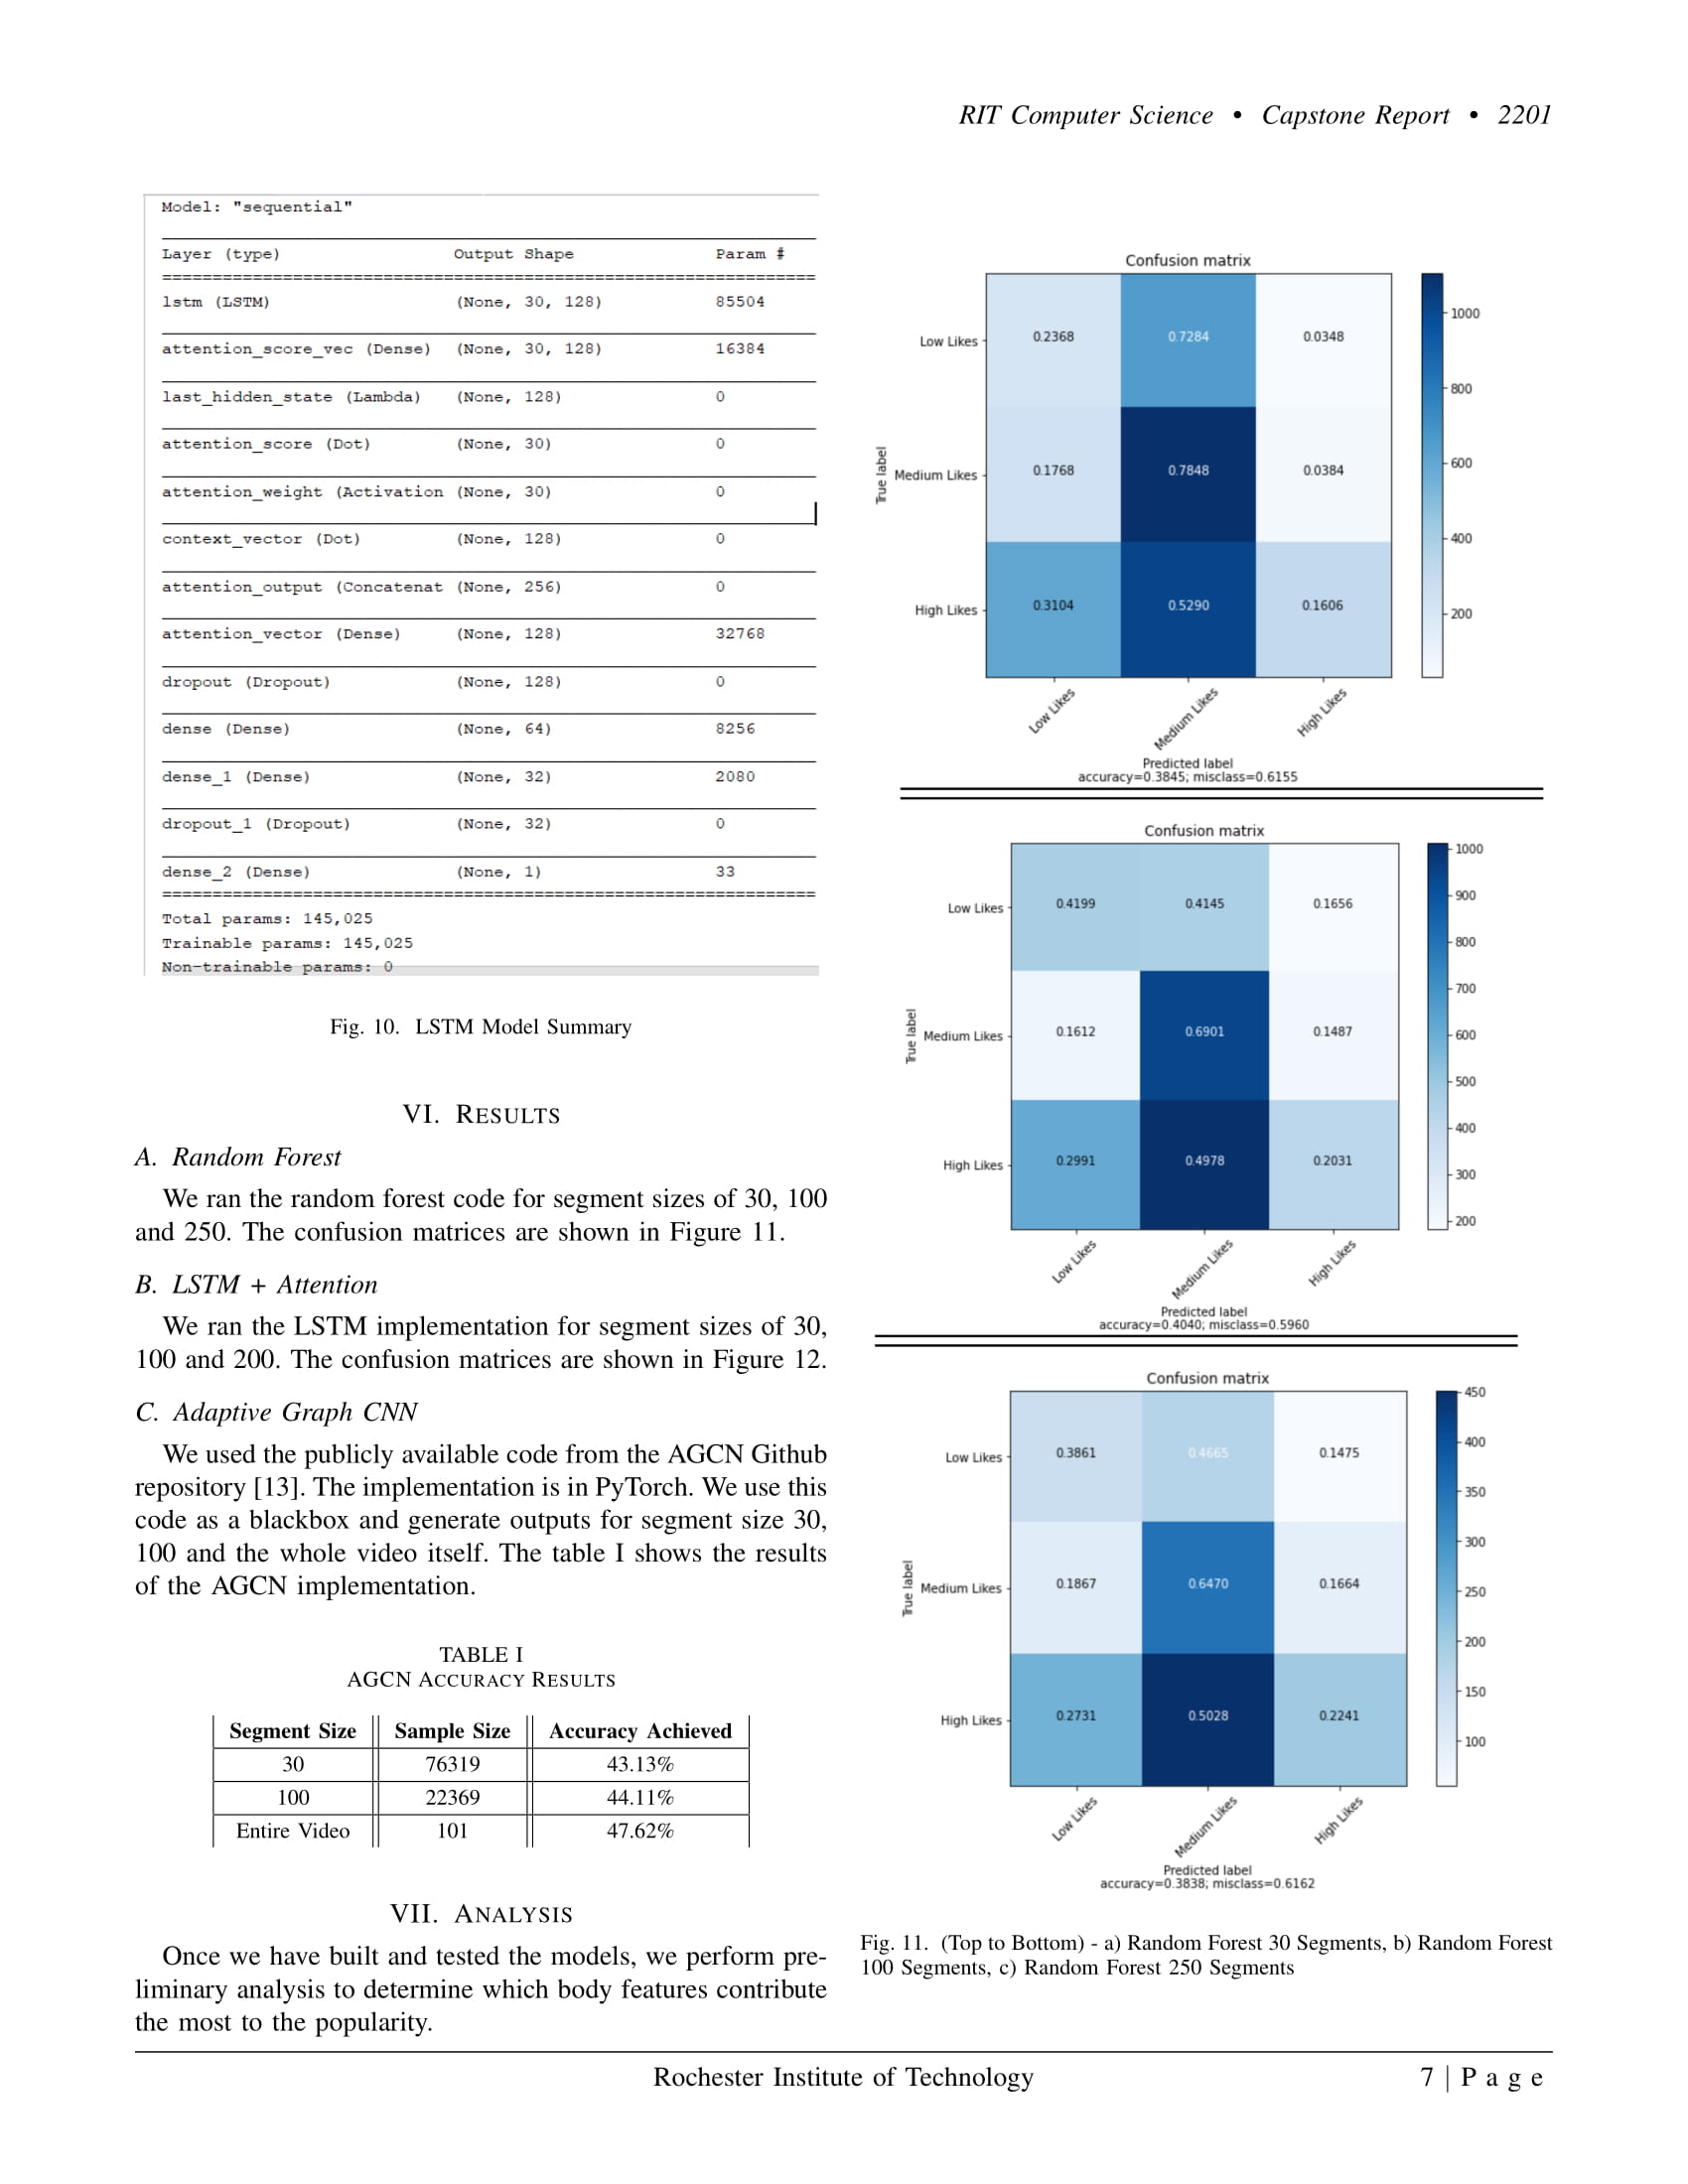 RIT Computer Science • Capstone Report • 2201
Model: "sequential"
Layer (type) Output Shape Param #
lstm (LSTM) (None, 30, 128) 85504
attention_score_vec (Dense) (None, 30, 128) 16384
last_hidden_state (Lambda) (None, 128) 0
attention_score (Dot) (None, 30) 0
attention_weight (Activation (None, 30) 0
context_vector (Dot) (None, 128) 0
attention_output (Concatenat (None, 256) 0
attention_vector (Dense) (None, 128) 32768
dropout (Dropout) (None, 128) 0
dense (Dense) (None, 64) 8256
dense_1 (Dense) (None, 32) 2080
dropout_1 (Dropout) (None, 32) 0
dense_2 (Dense) (None, 1) 33
Total params: 145,025
Trainable params: 145,025
Non-trainable params: 0
Fig. 10. LSTM Model Summary
VI. RESULTS
A. Random Forest
We ran the random forest code for segment sizes of 30, 100
and 250. The confusion matrices are shown in Figure 11.
B. LSTM + Attention
We ran the LSTM implementation for segment sizes of 30,
100 and 200. The confusion matrices are shown in Figure 12.
C. Adaptive Graph CNN
We used the publicly available code from the AGCN Github
repository [13]. The implementation is in PyTorch. We use this
code as a blackbox and generate outputs for segment size 30,
100 and the whole video itself. The table I shows the results
of the AGCN implementation.
TABLE I
AGCN ACCURACY RESULTS
Segment Size Sample Size Accuracy Achieved
30 76319 43.13%
100 22369 44.11%
Entire Video 101 47.62%
VII. ANALYSIS
Once we have built and tested the models, we perform pre-
liminary analysis to determine which body features contribute
the most to the popularity.
Confusion matrix
True label
Low Likes 0.2368 0.7284 0.0348
Medium Likes 0.1768 0.7848 0.0384
High Likes 0.3104 0.5290 0.1606
1000
800
600
400
200
Low Likes Medium Likes High Likes
Predicted label
accuracy=0.3845; misclass=0.6155
Confusion matrix
True label
Low Likes 0.4199 0.4145 0.1656
Medium Likes 0.1612 0.6901 0.1487
High Likes 0.2991 0.4978 0.2031
1000
900
800
700
600
500
400
300
200
Low Likes Medium Likes High Likes
Predicted label
accuracy=0.4040; misclass=0.5960
Confusion matrix
True label
Low Likes 0.3861 0.4665 0.1475
Medium Likes 0.1867 0.6470 0.1664
High Likes 0.2731 0.5028 0.2241
450
400
350
300
250
200
150
100
Low Likes Medium Likes High Likes
Predicted label
accuracy=0.3838; misclass=0.6162
Fig. 11. (Top to Bottom) - a) Random Forest 30 Segments, b) Random Forest
100 Segments, c) Random Forest 250 Segments
Rochester Institute of Technology
7 | P a g e